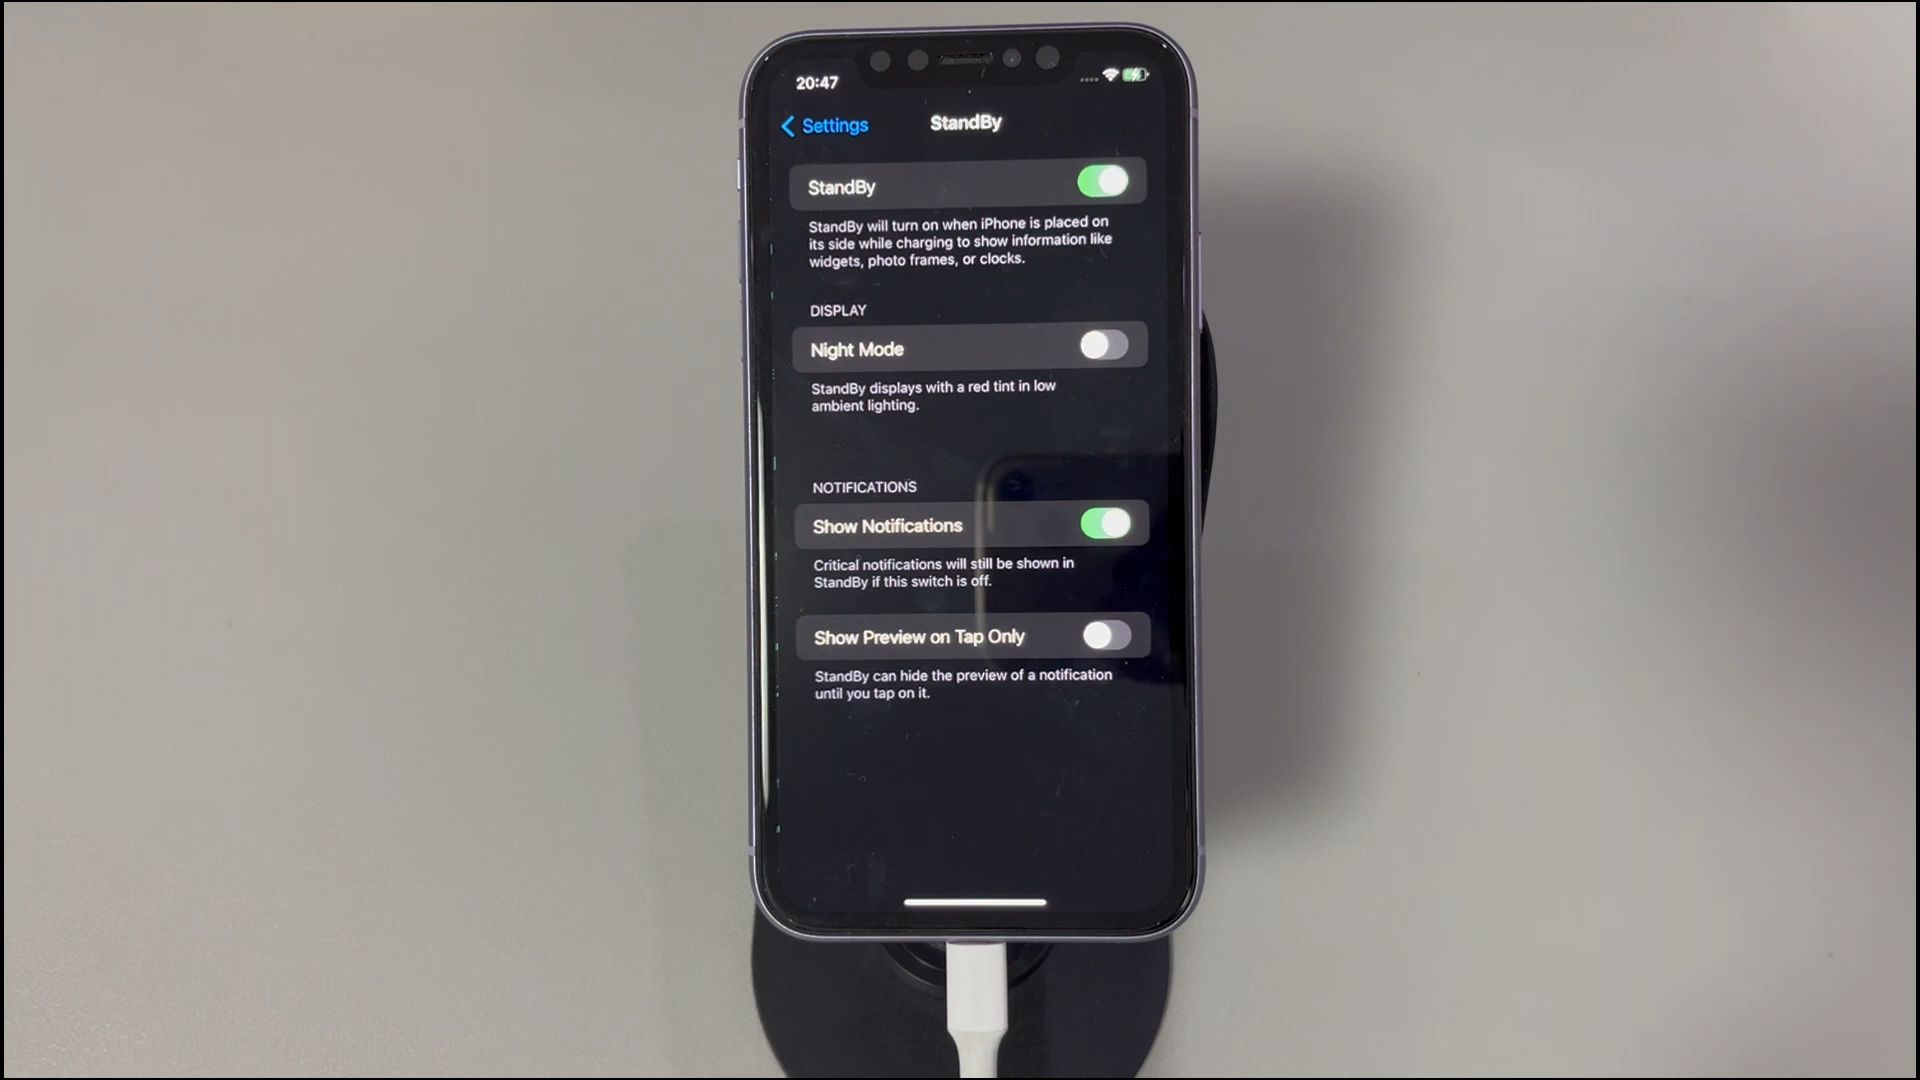 20:47
Settings
StandBy
StandBy
StandBy will turn on when iPhone is placed on
its side while charging to show information like
widgets, photo frames, or clocks.
DISPLAY
Night Mode
StandBy displays with a red tint in low
ambient lighting.
NOTIFICATIONS
Show Notifications
Critical notifications will still be shown in
StandBy if this switch is off.
Show Preview on Tap Only
StandBy can hide the preview of a notification
until you tap on it.